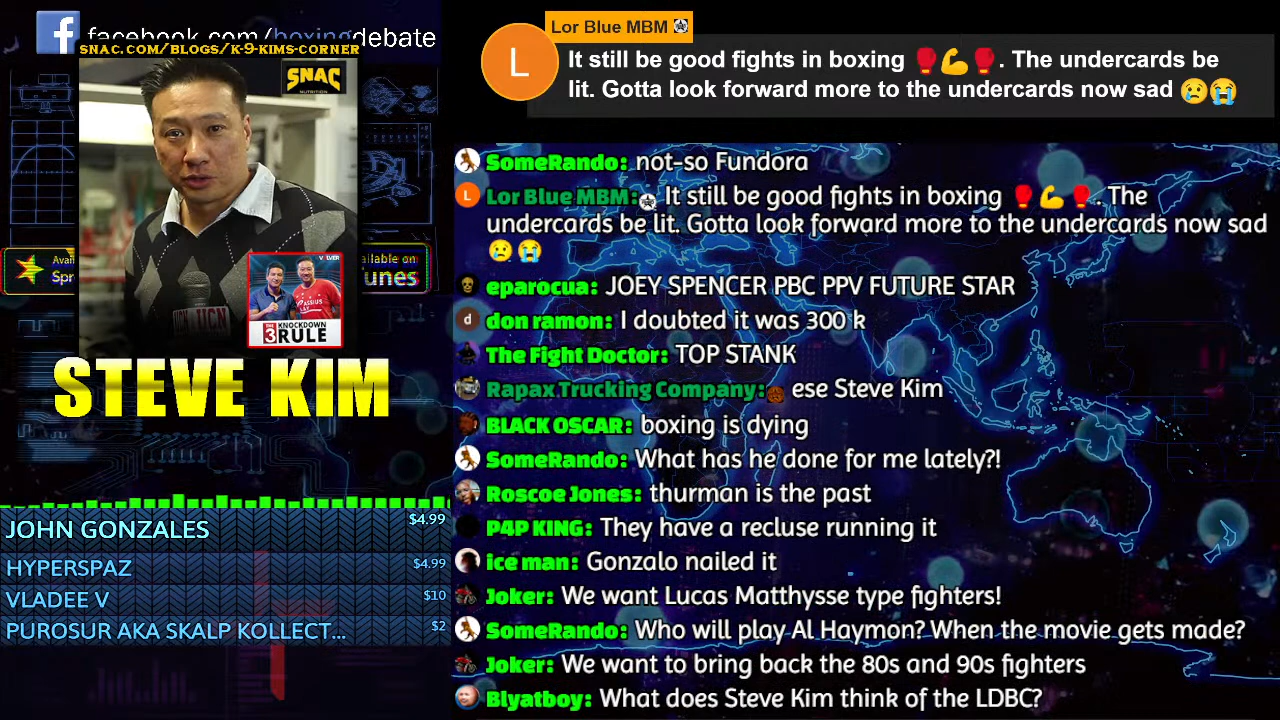 facebook.com/boxingdebate
SNAC.COM/BLOGS/K-9-KIMS-CORNER
SNAC
NUTRITION
UCN
THE 3 KNOCKDOWN RULE
STEVE KIM
JOHN GONZALES $4.99
HYPERSPAZ $4.99
VLADEE V $10
PUROSUR AKA SKALP KOLLECT... $2
L
Lor Blue MBM
It still be good fights in boxing 🥊💪🥊. The undercards be
lit. Gotta look forward more to the undercards now sad 😢😭
SomeRando: not-so Fundora
L
Lor Blue MBM: It still be good fights in boxing 🥊💪🥊. The
undercards be lit. Gotta look forward more to the undercards now sad
😢😭
eparocua: JOEY SPENCER PBC PPV FUTURE STAR
d
don ramon: I doubted it was 300 k
The Fight Doctor: TOP STANK
Rapax Trucking Company: ese Steve Kim
BLACK OSCAR: boxing is dying
SomeRando: What has he done for me lately?!
Roscoe Jones: thurman is the past
P4P KING: They have a recluse running it
ice man: Gonzalo nailed it
Joker: We want Lucas Matthysse type fighters!
SomeRando: Who will play Al Haymon? When the movie gets made?
Joker: We want to bring back the 80s and 90s fighters
Blyatboy: What does Steve Kim think of the LDBC?